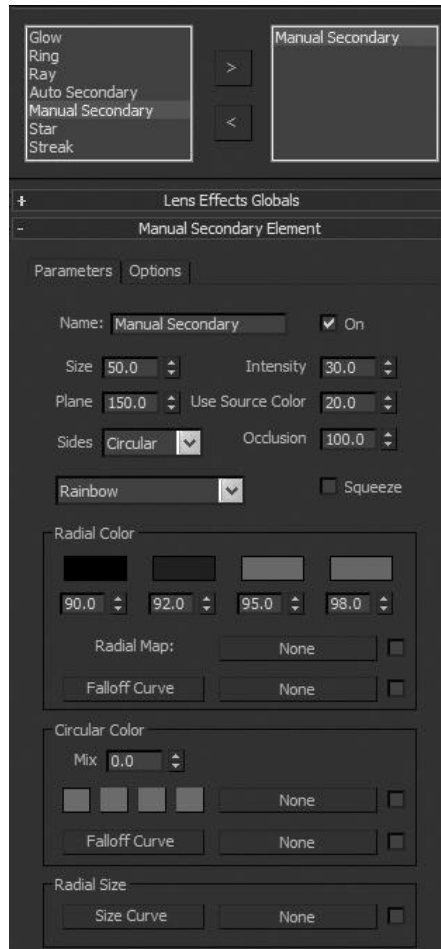 Glow
Ring
Ray
Auto Secondary
Manual Secondary
Star
Streak
>
<
Manual Secondary
+ Lens Effects Globals
- Manual Secondary Element
Parameters Options
Name: Manual Secondary On
Size 50.0 Intensity 30.0
Plane 150.0 Use Source Color 20.0
Sides Circular Occlusion 100.0
Rainbow Squeeze
Radial Color
90.0 92.0 95.0 98.0
Radial Map: None
Falloff Curve None
Circular Color
Mix 0.0
None
Falloff Curve None
Radial Size
Size Curve None